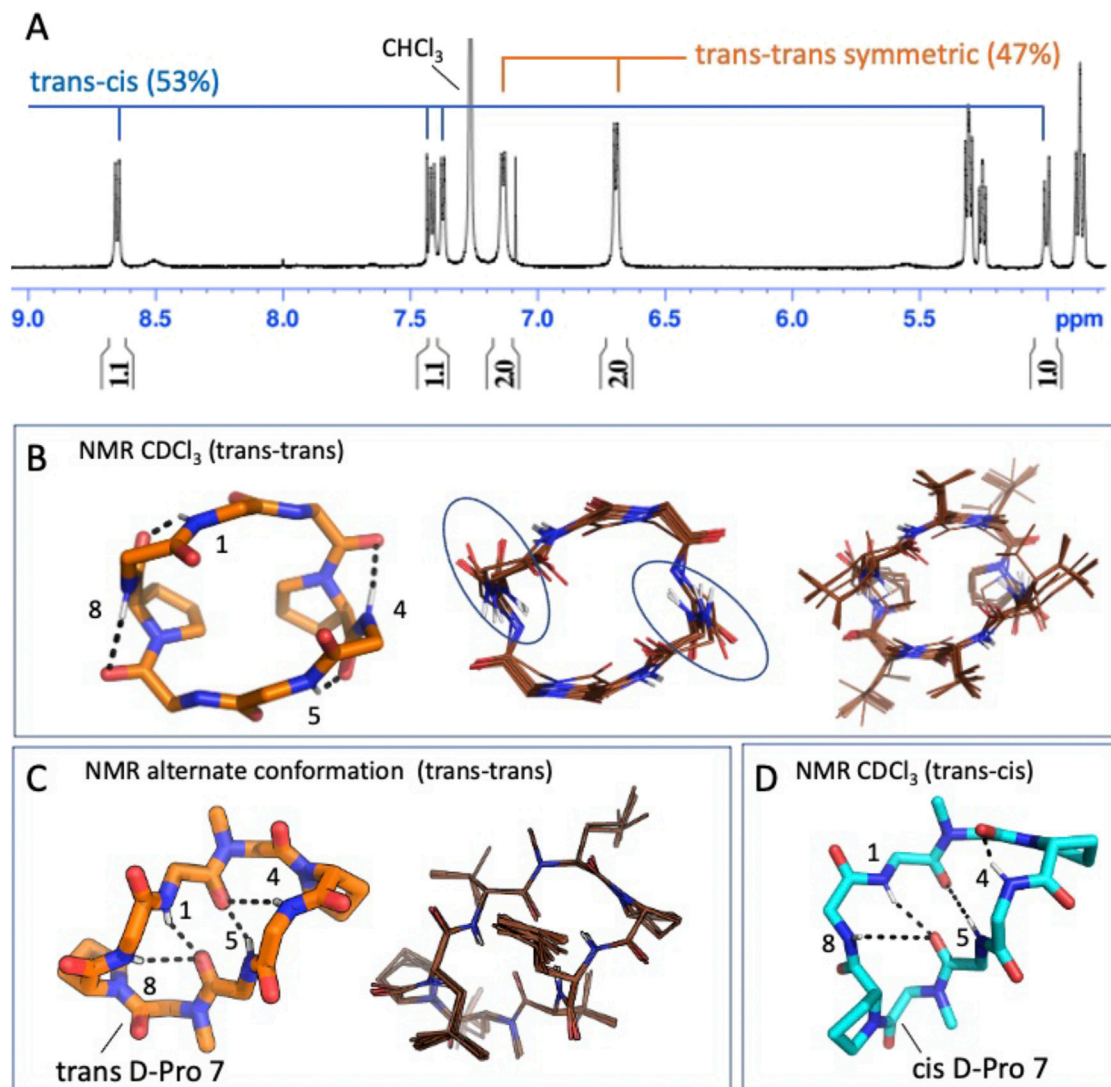 A
CHCl₃
trans-trans symmetric (47%)
trans-cis (53%)
9.0 8.5 8.0 7.5 7.0 6.5 6.0 5.5 ppm
1.1 1.1 2.0 2.0 1.0
B NMR CDCl₃ (trans-trans)
1
8 4
5
C NMR alternate conformation (trans-trans)
4
1
5
8
trans D-Pro 7
D NMR CDCl₃ (trans-cis)
1
4
8 5
cis D-Pro 7